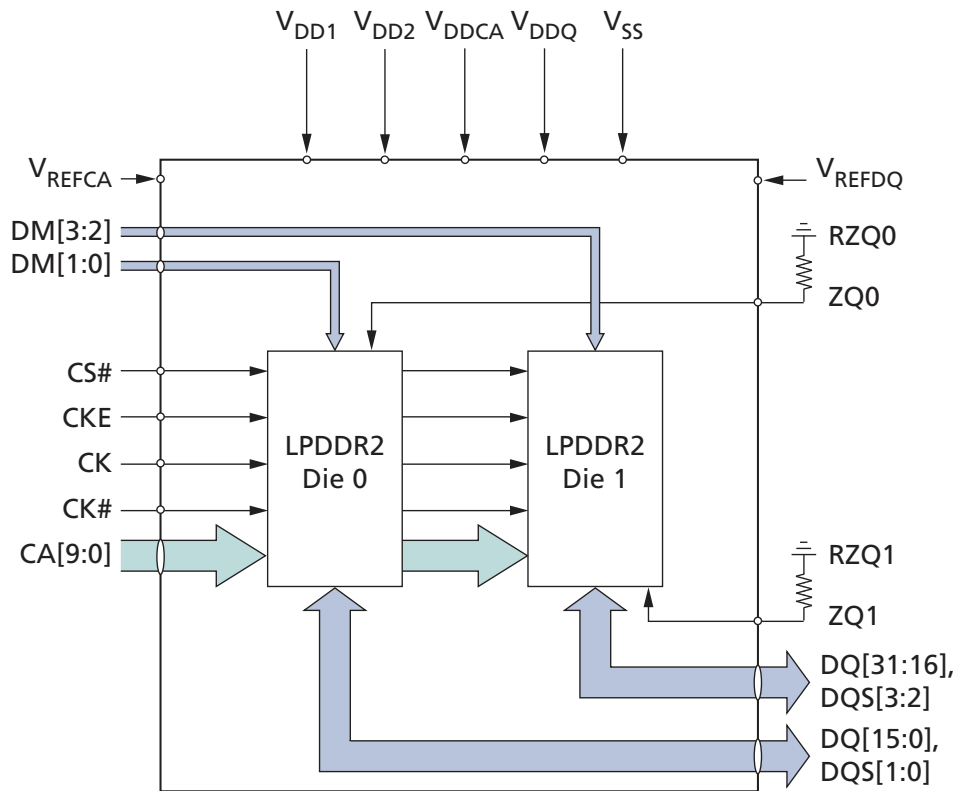 VDD1 VDD2 VDDCA VDDQ VSS
VREFCA
VREFDQ
DM[3:2]
DM[1:0]
RZQ0
ZQ0
CS#
CKE
CK
CK#
CA[9:0]
LPDDR2
Die 0
LPDDR2
Die 1
RZQ1
ZQ1
DQ[31:16],
DQS[3:2]
DQ[15:0],
DQS[1:0]